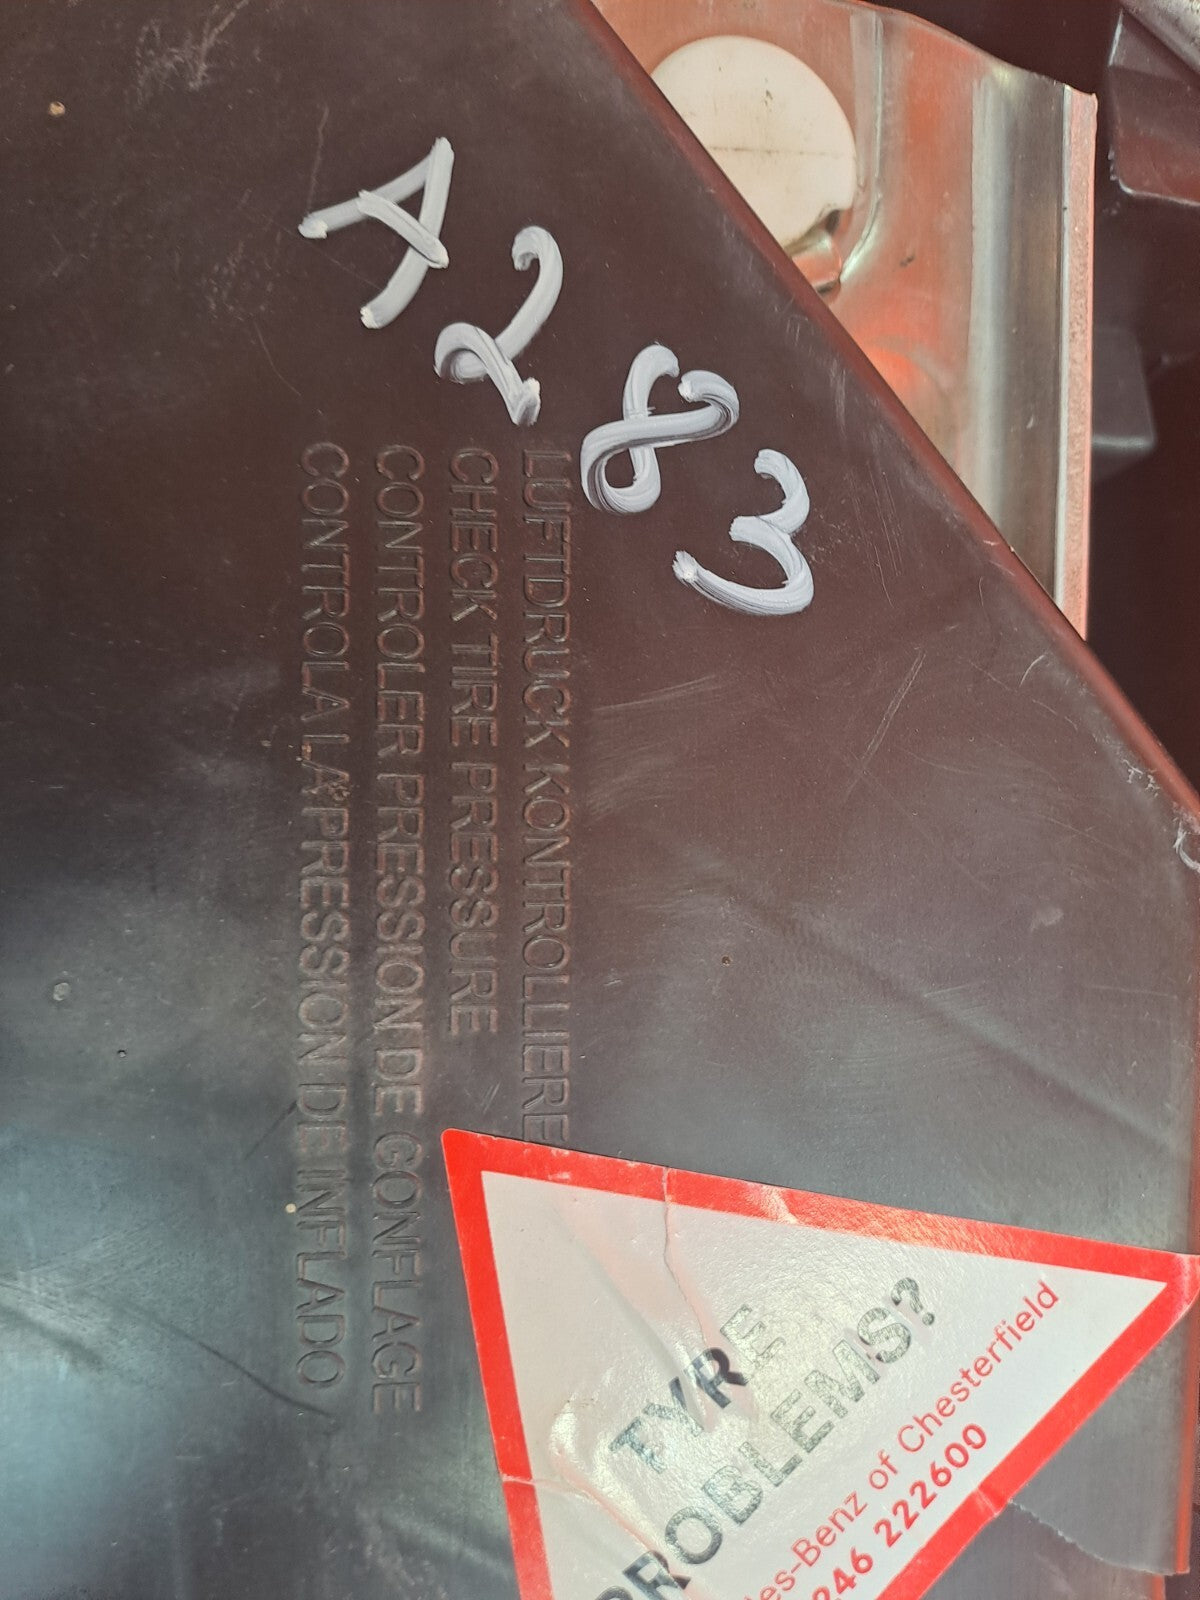 A283
LUFTDRUCK KONTROLLIERE
CHECK TIRE PRESSURE
CONTROLER PRESSION DE GONFLAGE
CONTROLA LA PRESSION DE INFLADO
TYRE
PROBLEMS?
des-Benz of Chesterfield
246 222600